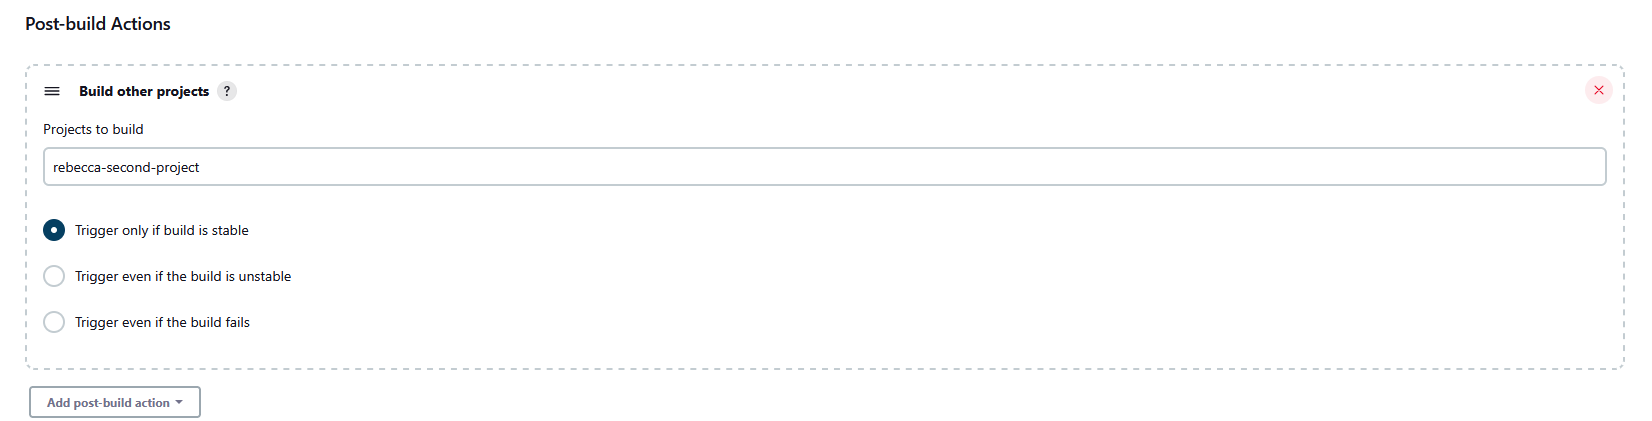 Post-build Actions
Build other projects ?
Projects to build
rebecca-second-project
Trigger only if build is stable
Trigger even if the build is unstable
Trigger even if the build fails
Add post-build action